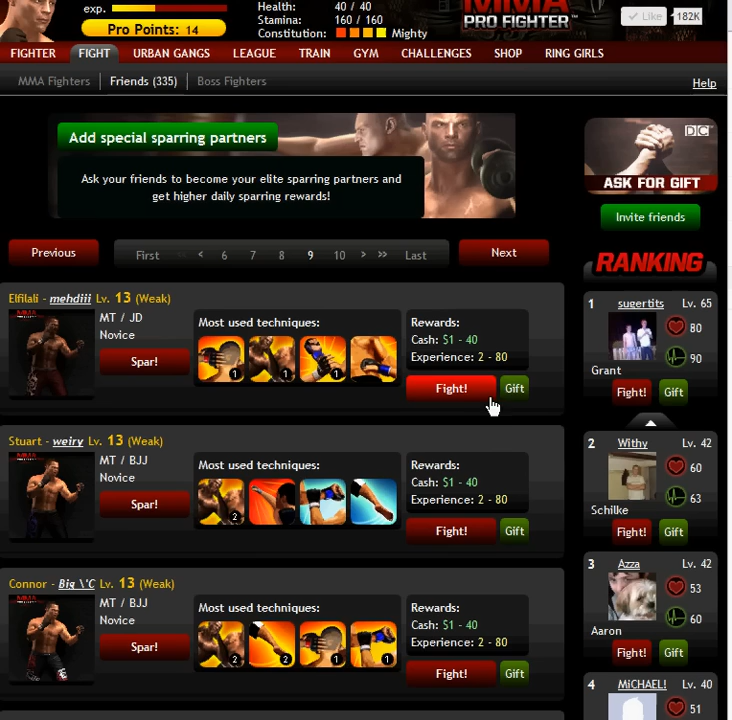 exp.
Pro Points: 14
Health: 40 / 40
Stamina: 160 / 160
Constitution: Mighty
MMA
PRO FIGHTER™
Like 182K
FIGHTER FIGHT URBAN GANGS LEAGUE TRAIN GYM CHALLENGES SHOP RING GIRLS
MMA Fighters Friends (335) Boss Fighters
Help
Add special sparring partners
Ask your friends to become your elite sparring partners and
get higher daily sparring rewards!
Previous
First < 6 7 8 9 10 > >> Last
Next
Elfilali - mehdiii Lv. 13 (Weak)
MT / JD
Novice
Spar!
Most used techniques:
1 1 1
Rewards:
Cash: $1 - 40
Experience: 2 - 80
Fight! Gift
Stuart - weiry Lv. 13 (Weak)
MT / BJJ
Novice
Spar!
Most used techniques:
2
Rewards:
Cash: $1 - 40
Experience: 2 - 80
Fight! Gift
Connor - Big \'C Lv. 13 (Weak)
MT / BJJ
Novice
Spar!
Most used techniques:
2 2 1 1
Rewards:
Cash: $1 - 40
Experience: 2 - 80
Fight! Gift
ASK FOR GIFT
Invite friends
RANKING
1 sugertits Lv. 65
80
90
Grant
Fight! Gift
2 Withy Lv. 42
60
63
Schilke
Fight! Gift
3 Azza Lv. 42
53
60
Aaron
Fight! Gift
4 MiCHAEL! Lv. 40
51